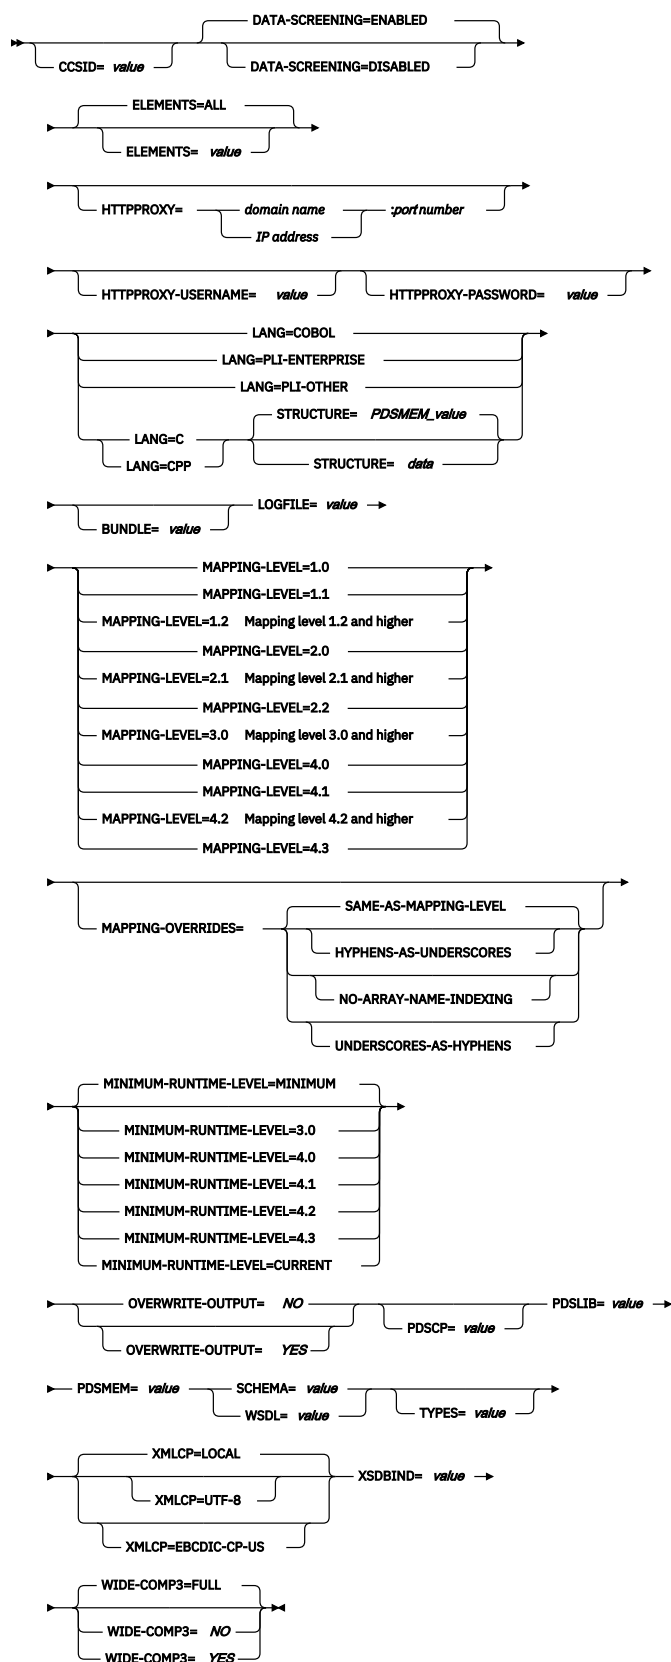 DATA-SCREENING=ENABLED
CCSID= value
DATA-SCREENING=DISABLED
ELEMENTS=ALL
ELEMENTS= value
HTTPPROXY= domain name :port number
IP address
HTTPPROXY-USERNAME= value HTTPPROXY-PASSWORD= value
LANG=COBOL
LANG=PLI-ENTERPRISE
LANG=PLI-OTHER
STRUCTURE= PDSMEM_value
LANG=C
LANG=CPP STRUCTURE= data
LOGFILE= value
BUNDLE= value
MAPPING-LEVEL=1.0
MAPPING-LEVEL=1.1
MAPPING-LEVEL=1.2 Mapping level 1.2 and higher
MAPPING-LEVEL=2.0
MAPPING-LEVEL=2.1 Mapping level 2.1 and higher
MAPPING-LEVEL=2.2
MAPPING-LEVEL=3.0 Mapping level 3.0 and higher
MAPPING-LEVEL=4.0
MAPPING-LEVEL=4.1
MAPPING-LEVEL=4.2 Mapping level 4.2 and higher
MAPPING-LEVEL=4.3
SAME-AS-MAPPING-LEVEL
MAPPING-OVERRIDES=
HYPHENS-AS-UNDERSCORES
NO-ARRAY-NAME-INDEXING
UNDERSCORES-AS-HYPHENS
MINIMUM-RUNTIME-LEVEL=MINIMUM
MINIMUM-RUNTIME-LEVEL=3.0
MINIMUM-RUNTIME-LEVEL=4.0
MINIMUM-RUNTIME-LEVEL=4.1
MINIMUM-RUNTIME-LEVEL=4.2
MINIMUM-RUNTIME-LEVEL=4.3
MINIMUM-RUNTIME-LEVEL=CURRENT
OVERWRITE-OUTPUT= NO PDSLIB= value
PDSCP= value
OVERWRITE-OUTPUT= YES
PDSMEM= value SCHEMA= value
WSDL= value TYPES= value
XMLCP=LOCAL
XSDBIND= value
XMLCP=UTF-8
XMLCP=EBCDIC-CP-US
WIDE-COMP3=FULL
WIDE-COMP3= NO
WIDE-COMP3= YES